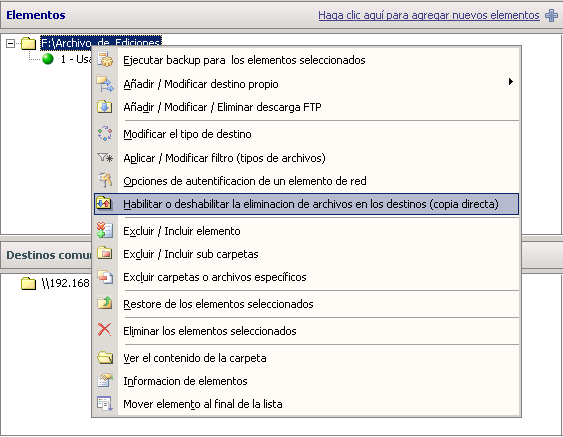 Elementos
Haga clic aquí para agregar nuevos elementos
F:\Archivo_de_Ediciones
1 - Usa
Ejecutar backup para los elementos seleccionados
Añadir / Modificar destino propio
Añadir / Modificar / Eliminar descarga FTP
Modificar el tipo de destino
Aplicar / Modificar filtro (tipos de archivos)
Opciones de autentificacion de un elemento de red
Habilitar o deshabilitar la eliminacion de archivos en los destinos (copia directa)
Excluir / Incluir elemento
Destinos comu
Excluir / Incluir sub carpetas
\\192.168
Excluir carpetas o archivos específicos
Restore de los elementos seleccionados
Eliminar los elementos seleccionados
Ver el contenido de la carpeta
Informacion de elementos
Mover elemento al final de la lista